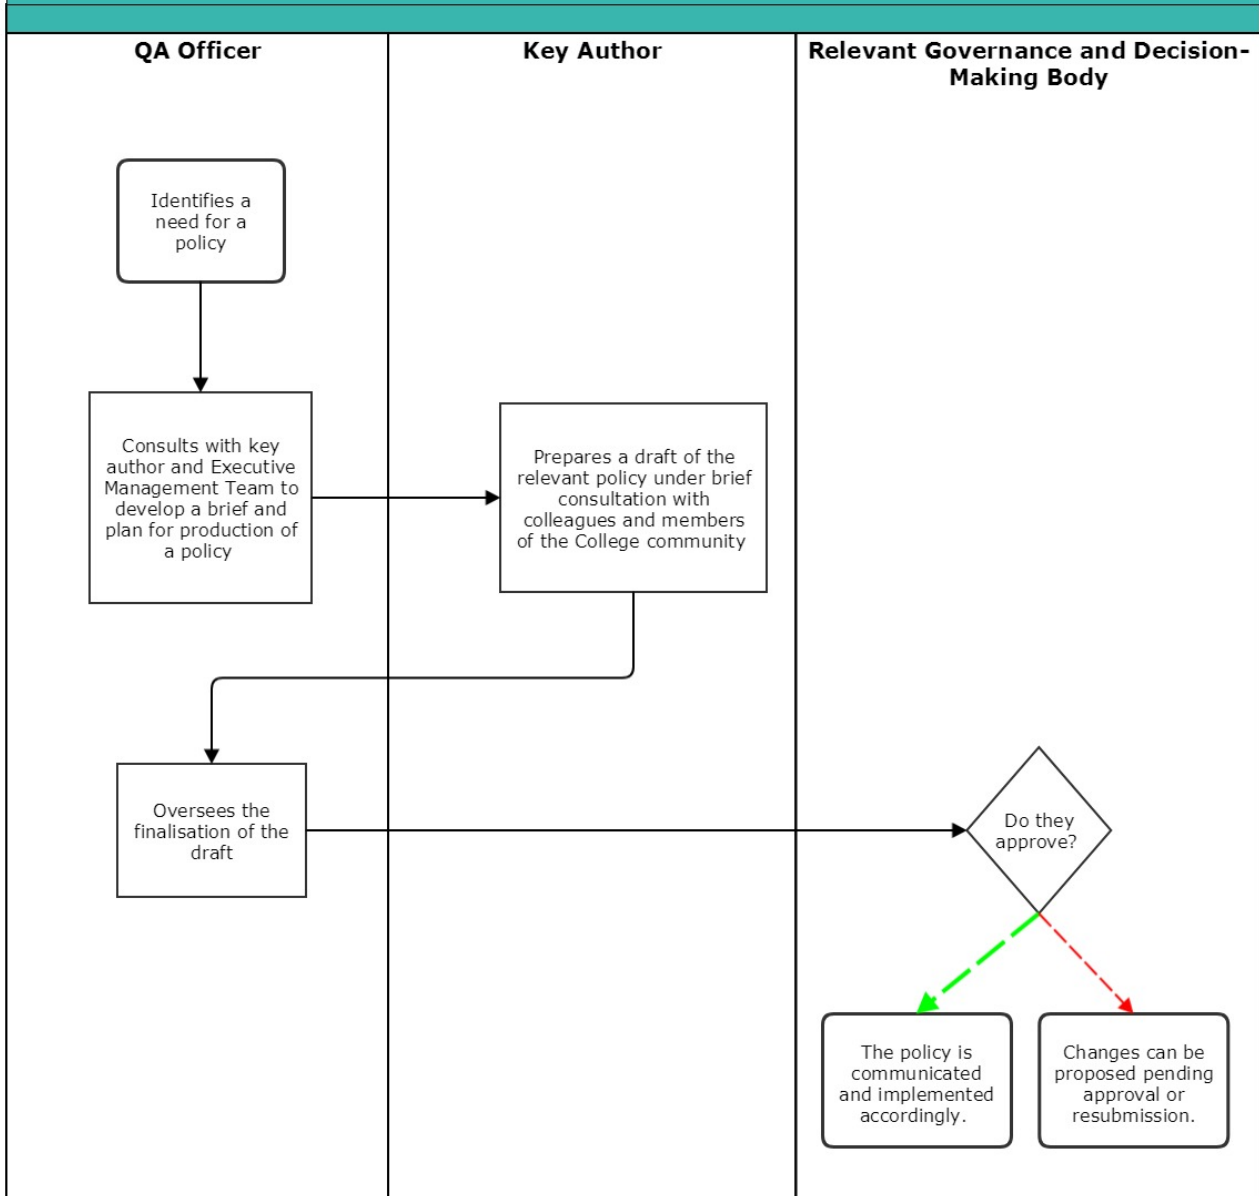 QA Officer
Key Author
Relevant Governance and Decision-
Making Body
Identifies a
need for a
policy
Consults with key
author and Executive
Management Team to
develop a brief and
plan for production of
a policy
Prepares a draft of the
relevant policy under brief
consultation with
colleagues and members
of the College community
Oversees the
finalisation of the
draft
Do they
approve?
The policy is
communicated
and implemented
accordingly.
Changes can be
proposed pending
approval or
resubmission.